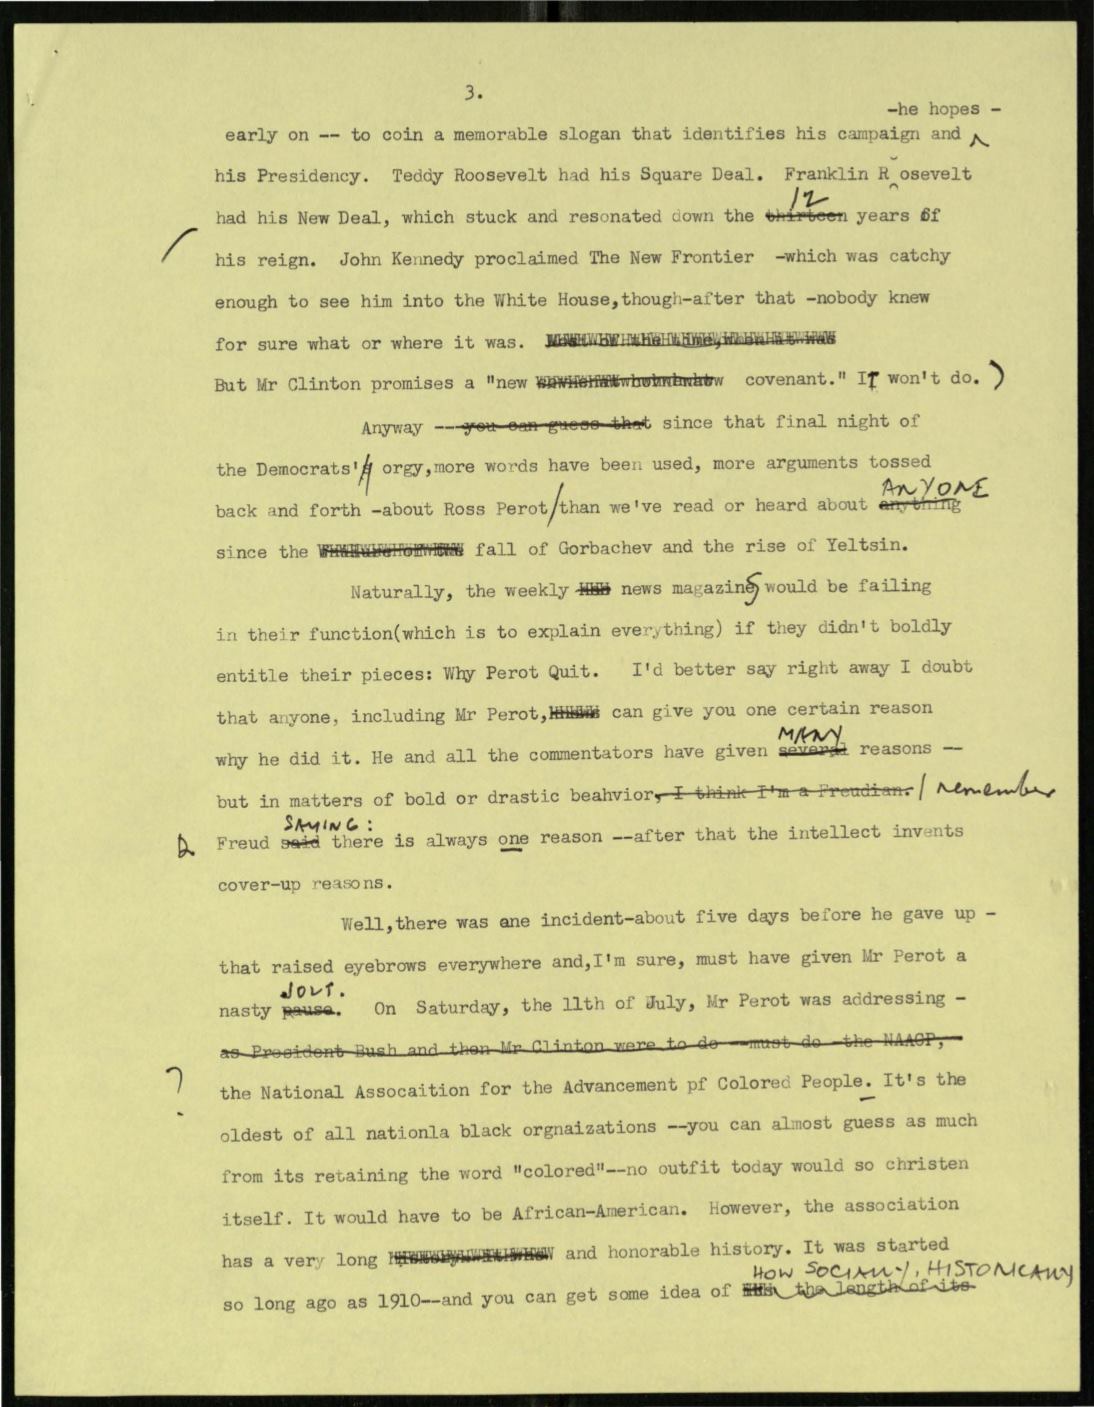 3.
-he hopes -
early on -- to coin a memorable slogan that identifies his campaign and
his Presidency. Teddy Roosevelt had his Square Deal. Franklin R osevelt
12
had his New Deal, which stuck and resonated down the thirteen years of
his reign. John Kennedy proclaimed The New Frontier -which was catchy
enough to see him into the White House,though-after that -nobody knew
for sure what or where it was.
But Mr Clinton promises a "new covenant." IT won't do. )
Anyway -- you can guess that since that final night of
the Democrats' orgy,more words have been used, more arguments tossed
ANYONE
back and forth -about Ross Perot/than we've read or heard about anything
since the fall of Gorbachev and the rise of Yeltsin.
Naturally, the weekly news magazines would be failing
in their function(which is to explain everything) if they didn't boldly
entitle their pieces: Why Perot Quit. I'd better say right away I doubt
that anyone, including Mr Perot, can give you one certain reason
MANY
why he did it. He and all the commentators have given several reasons --
but in matters of bold or drastic beahvior, I think I'm a Freudian. / remember
SAYING:
Freud said there is always one reason --after that the intellect invents
cover-up reasons.
Well,there was one incident-about five days before he gave up -
that raised eyebrows everywhere and,I'm sure, must have given Mr Perot a
JOLT.
nasty pause. On Saturday, the 11th of July, Mr Perot was addressing -
as President Bush and then Mr Clinton were to do --must do -the NAACP, -
? the National Assocaition for the Advancement pf Colored People. It's the
oldest of all nationla black orgnaizations --you can almost guess as much
from its retaining the word "colored"--no outfit today would so christen
itself. It would have to be African-American. However, the association
has a very long and honorable history. It was started
HOW SOCIALLY, HISTORICALLY
so long ago as 1910--and you can get some idea of the length of its